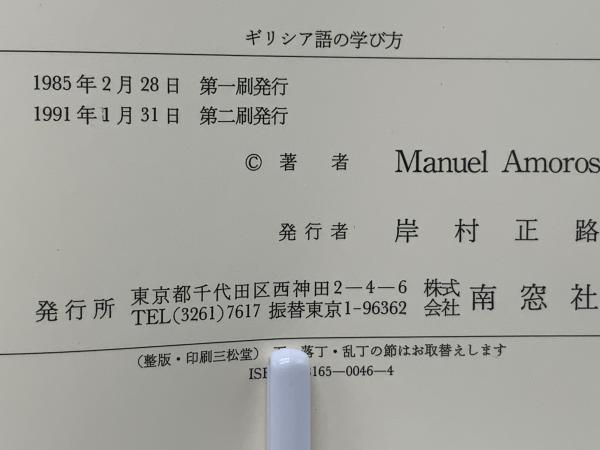 ギリシア語の学び方
1985年2月28日 第一刷発行
1991年1月31日 第二刷発行
© 著 者 Manuel Amoros
発行者 岸村正路
発行所 東京都千代田区西神田2―4―6 株式会社 南窓社
TEL(3261)7617 振替東京1-96362
(整版・印刷三松堂) 落丁・乱丁の節はお取替えします
165―0046―4